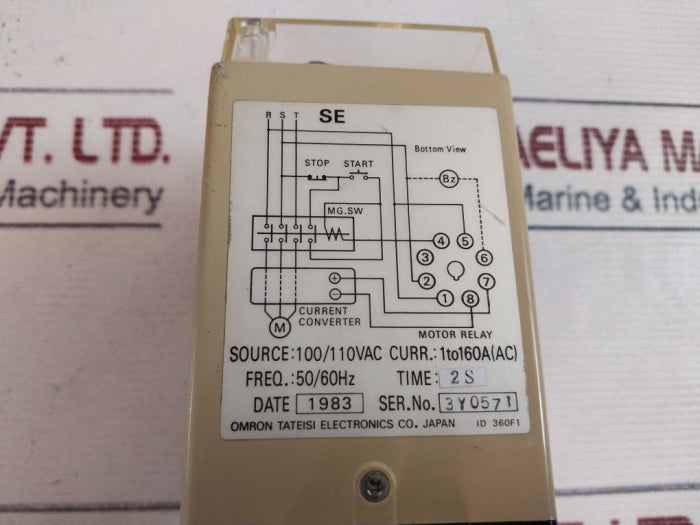 R S T SE
Bottom View
STOP START
Bz
MG.SW
4 5
3 6
2 7
1 8
+
−
CURRENT
CONVERTER
M
MOTOR RELAY
SOURCE:100/110VAC CURR.:1to160A(AC)
FREQ.:50/60Hz TIME: 2S
DATE 1983 SER.No. 3Y0571
OMRON TATEISI ELECTRONICS CO. JAPAN ID 360F1
VT. LTD.
Machinery
AELIYA MA
Marine & Indu